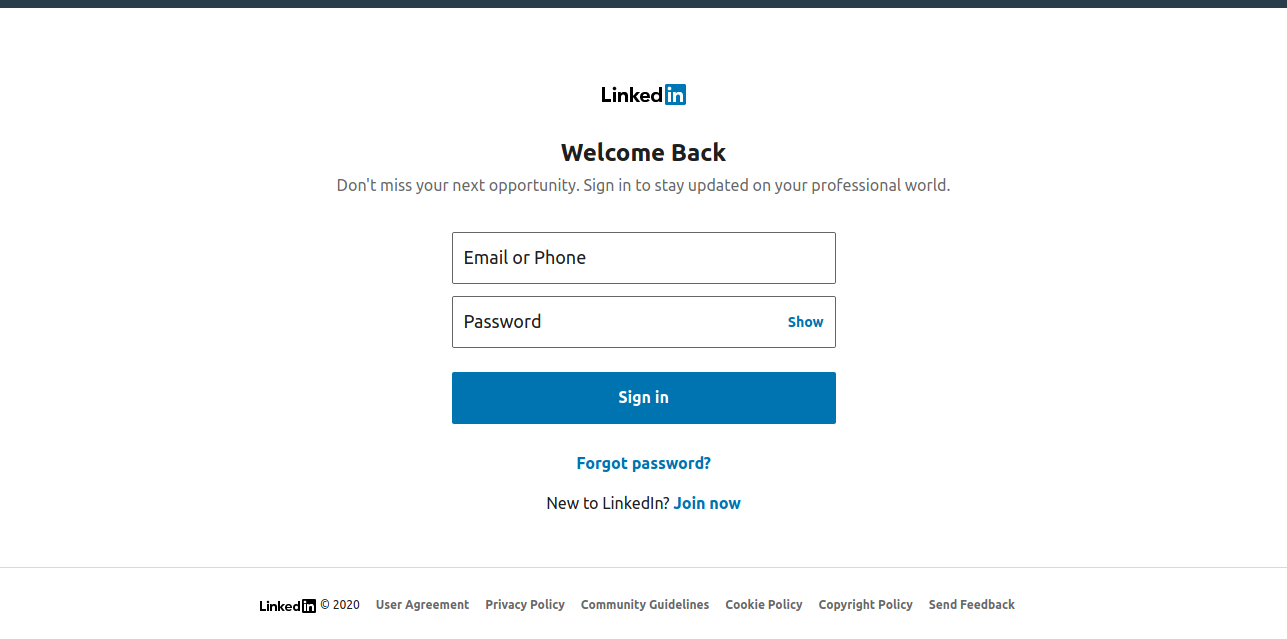 Linkedin
Welcome Back
Don't miss your next opportunity. Sign in to stay updated on your professional world.
Email or Phone
Password Show
Sign in
Forgot password?
New to LinkedIn? Join now
Linkedin © 2020 User Agreement Privacy Policy Community Guidelines Cookie Policy Copyright Policy Send Feedback